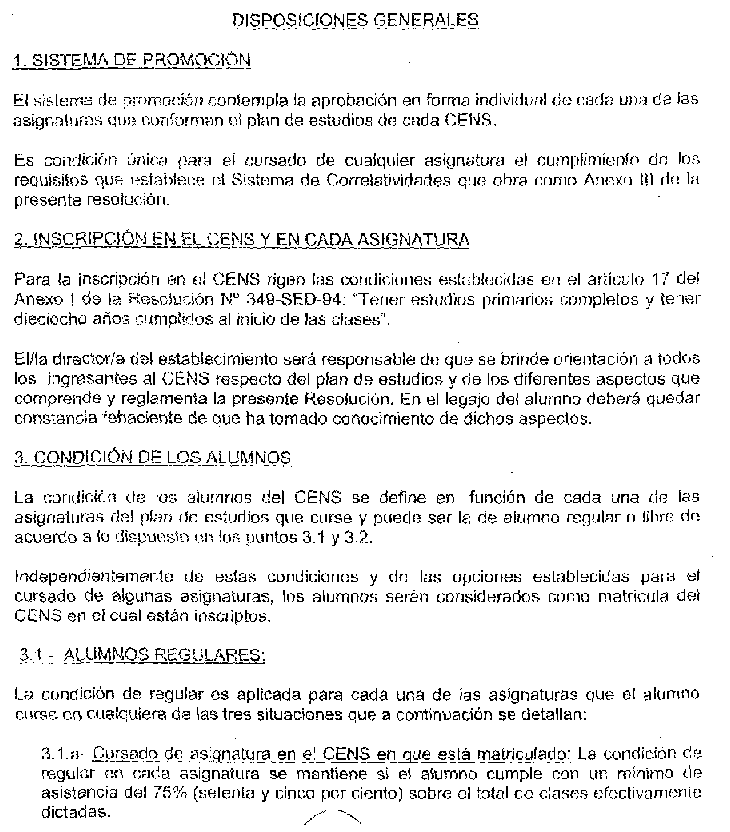 DISPOSICIONES GENERALES
1. SISTEMA DE PROMOCIÓN
El sistema de promoción contempla la aprobación en forma individual de cada una de las
asignaturas que conforman el plan de estudios de cada CENS.
Es condición única para el cursado de cualquier asignatura el cumplimiento de los
requisitos que establece el Sistema de Correlatividades que obra como Anexo III de la
presente resolución.
2. INSCRIPCIÓN EN EL CENS Y EN CADA ASIGNATURA
Para la inscripción en el CENS rigen las condiciones establecidas en el artículo 17 del
Anexo I de la Resolución Nº 349-SED-94: "Tener estudios primarios completos y tener
dieciocho años cumplidos al inicio de las clases".
El/la director/a del establecimiento será responsable de que se brinde orientación a todos
los ingresantes al CENS respecto del plan de estudios y de los diferentes aspectos que
comprende y reglamenta la presente Resolución. En el legajo del alumno deberá quedar
constancia fehaciente de que ha tomado conocimiento de dichos aspectos.
3. CONDICIÓN DE LOS ALUMNOS
La condición de los alumnos del CENS se define en función de cada una de las
asignaturas del plan de estudios que curse y puede ser la de alumno regular o libre de
acuerdo a lo dispuesto en los puntos 3.1 y 3.2.
Independientemente de estas condiciones y de las opciones establecidas para el
cursado de algunas asignaturas, los alumnos serán considerados como matrícula del
CENS en el cual están inscriptos.
3.1 - ALUMNOS REGULARES:
La condición de regular es aplicada para cada una de las asignaturas que el alumno
curse en cualquiera de las tres situaciones que a continuación se detallan:
3.1.a- Cursado de asignatura en el CENS en que está matriculado: La condición de
regular en cada asignatura se mantiene si el alumno cumple con un mínimo de
asistencia del 75% (setenta y cinco por ciento) sobre el total de clases efectivamente
dictadas.